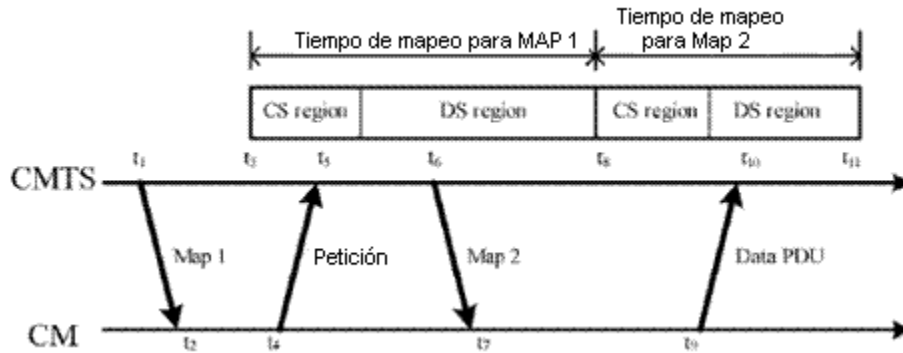 Tiempo de mapeo para MAP 1
Tiempo de mapeo
para Map 2
CS region
DS region
CS region
DS region
t₁
t₃
t₅
t₆
t₈
t₁₀
t₁₁
CMTS
Map 1
Petición
Map 2
Data PDU
CM
t₂
t₄
t₇
t₉